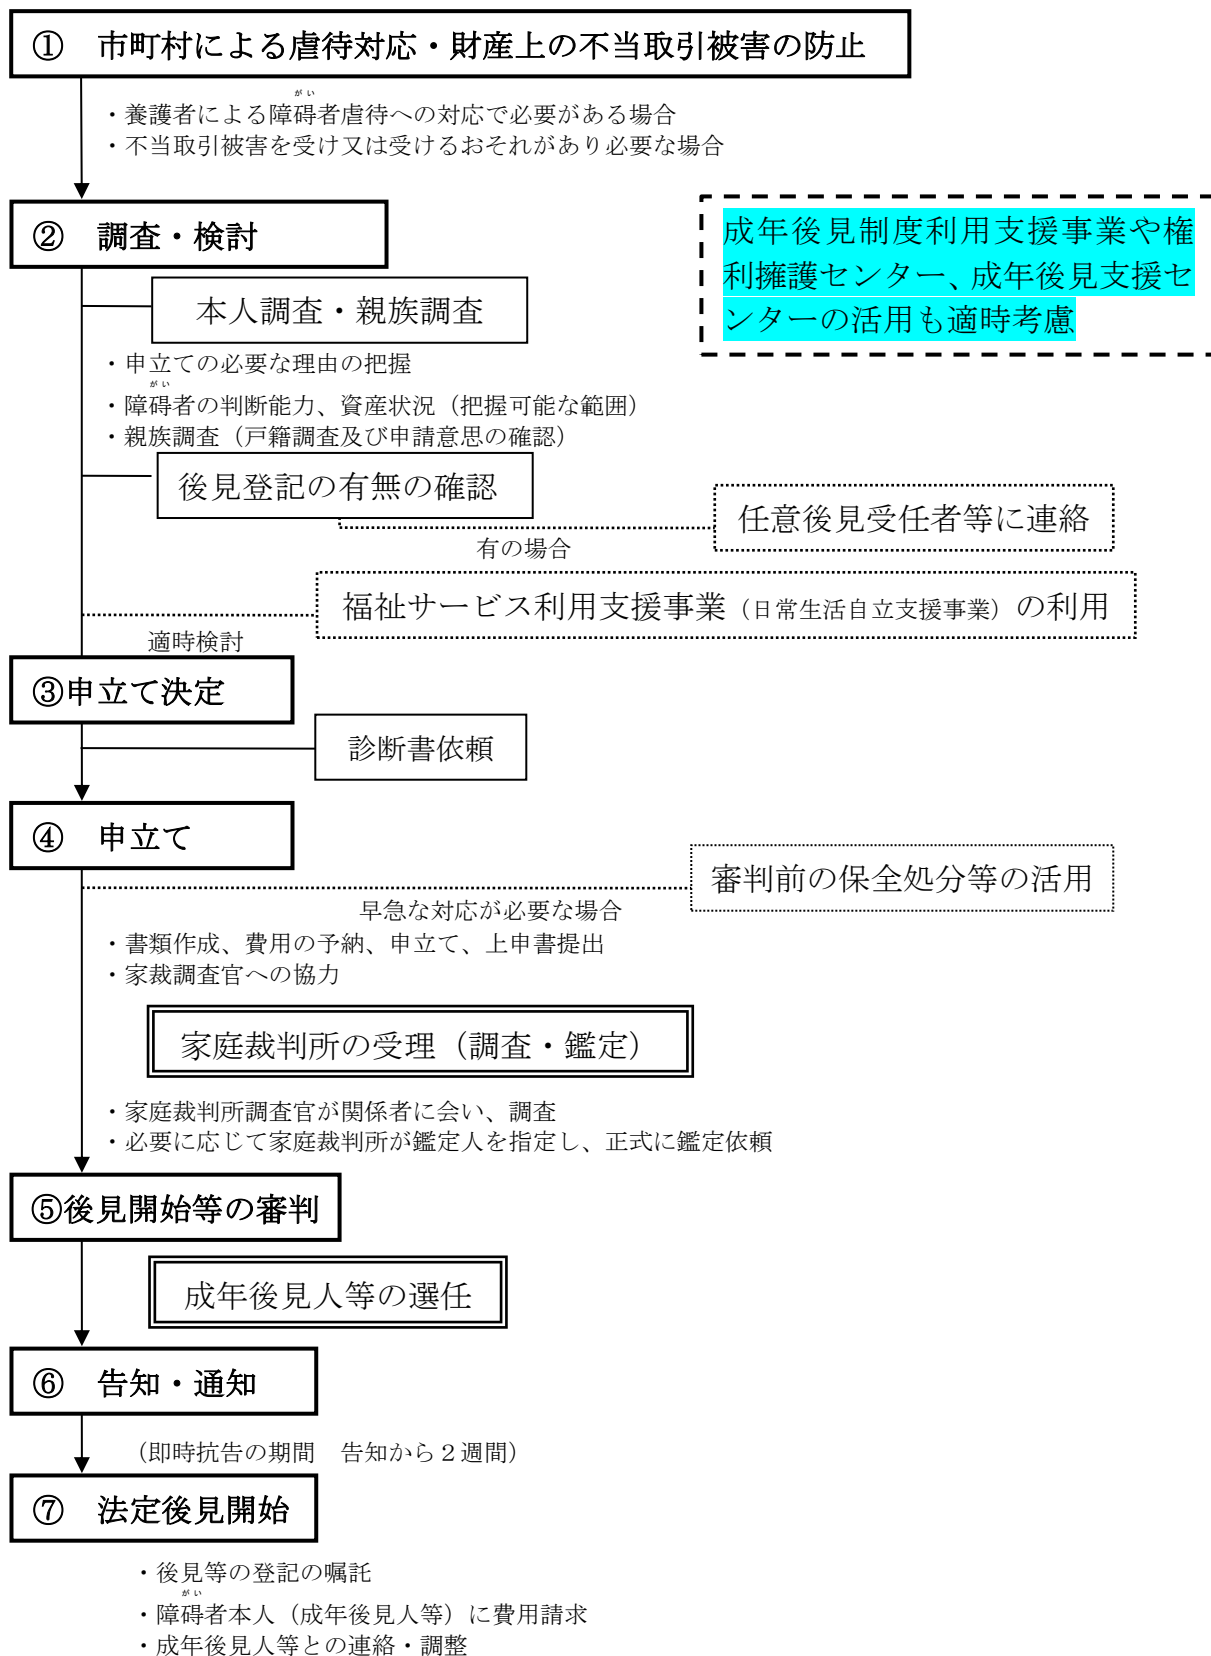 ① 市町村による虐待対応・財産上の不当取引被害の防止
がい
・養護者による障碍者虐待への対応で必要がある場合
・不当取引被害を受け又は受けるおそれがあり必要な場合
② 調査・検討
成年後見制度利用支援事業や権
利擁護センター、成年後見支援セ
ンターの活用も適時考慮
本人調査・親族調査
・申立ての必要な理由の把握
がい
・障碍者の判断能力、資産状況（把握可能な範囲）
・親族調査（戸籍調査及び申請意思の確認）
後見登記の有無の確認
任意後見受任者等に連絡
有の場合
福祉サービス利用支援事業（日常生活自立支援事業）の利用
適時検討
③申立て決定
診断書依頼
④ 申立て
審判前の保全処分等の活用
早急な対応が必要な場合
・書類作成、費用の予納、申立て、上申書提出
・家裁調査官への協力
家庭裁判所の受理（調査・鑑定）
・家庭裁判所調査官が関係者に会い、調査
・必要に応じて家庭裁判所が鑑定人を指定し、正式に鑑定依頼
⑤後見開始等の審判
成年後見人等の選任
⑥ 告知・通知
（即時抗告の期間 告知から２週間）
⑦ 法定後見開始
・後見等の登記の嘱託
がい
・障碍者本人（成年後見人等）に費用請求
・成年後見人等との連絡・調整